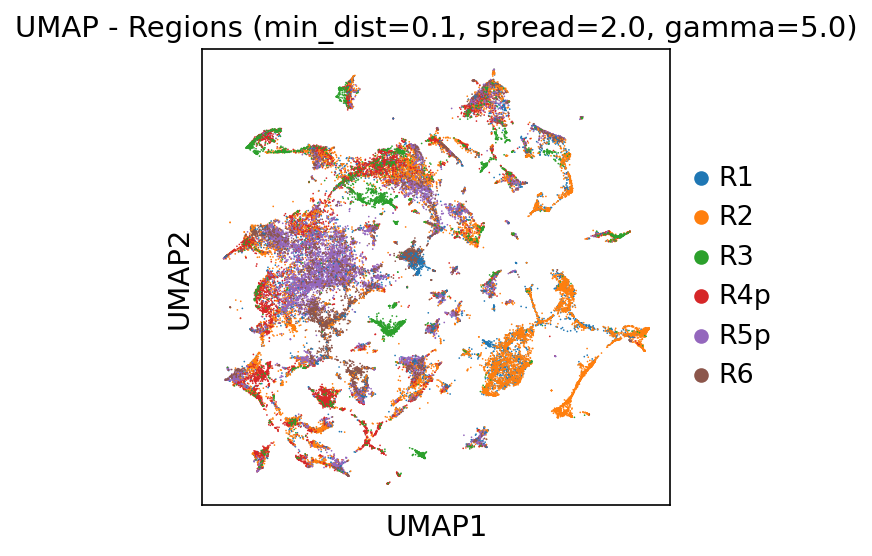 UMAP - Regions (min_dist=0.1, spread=2.0, gamma=5.0)
UMAP2
UMAP1
R1
R2
R3
R4p
R5p
R6